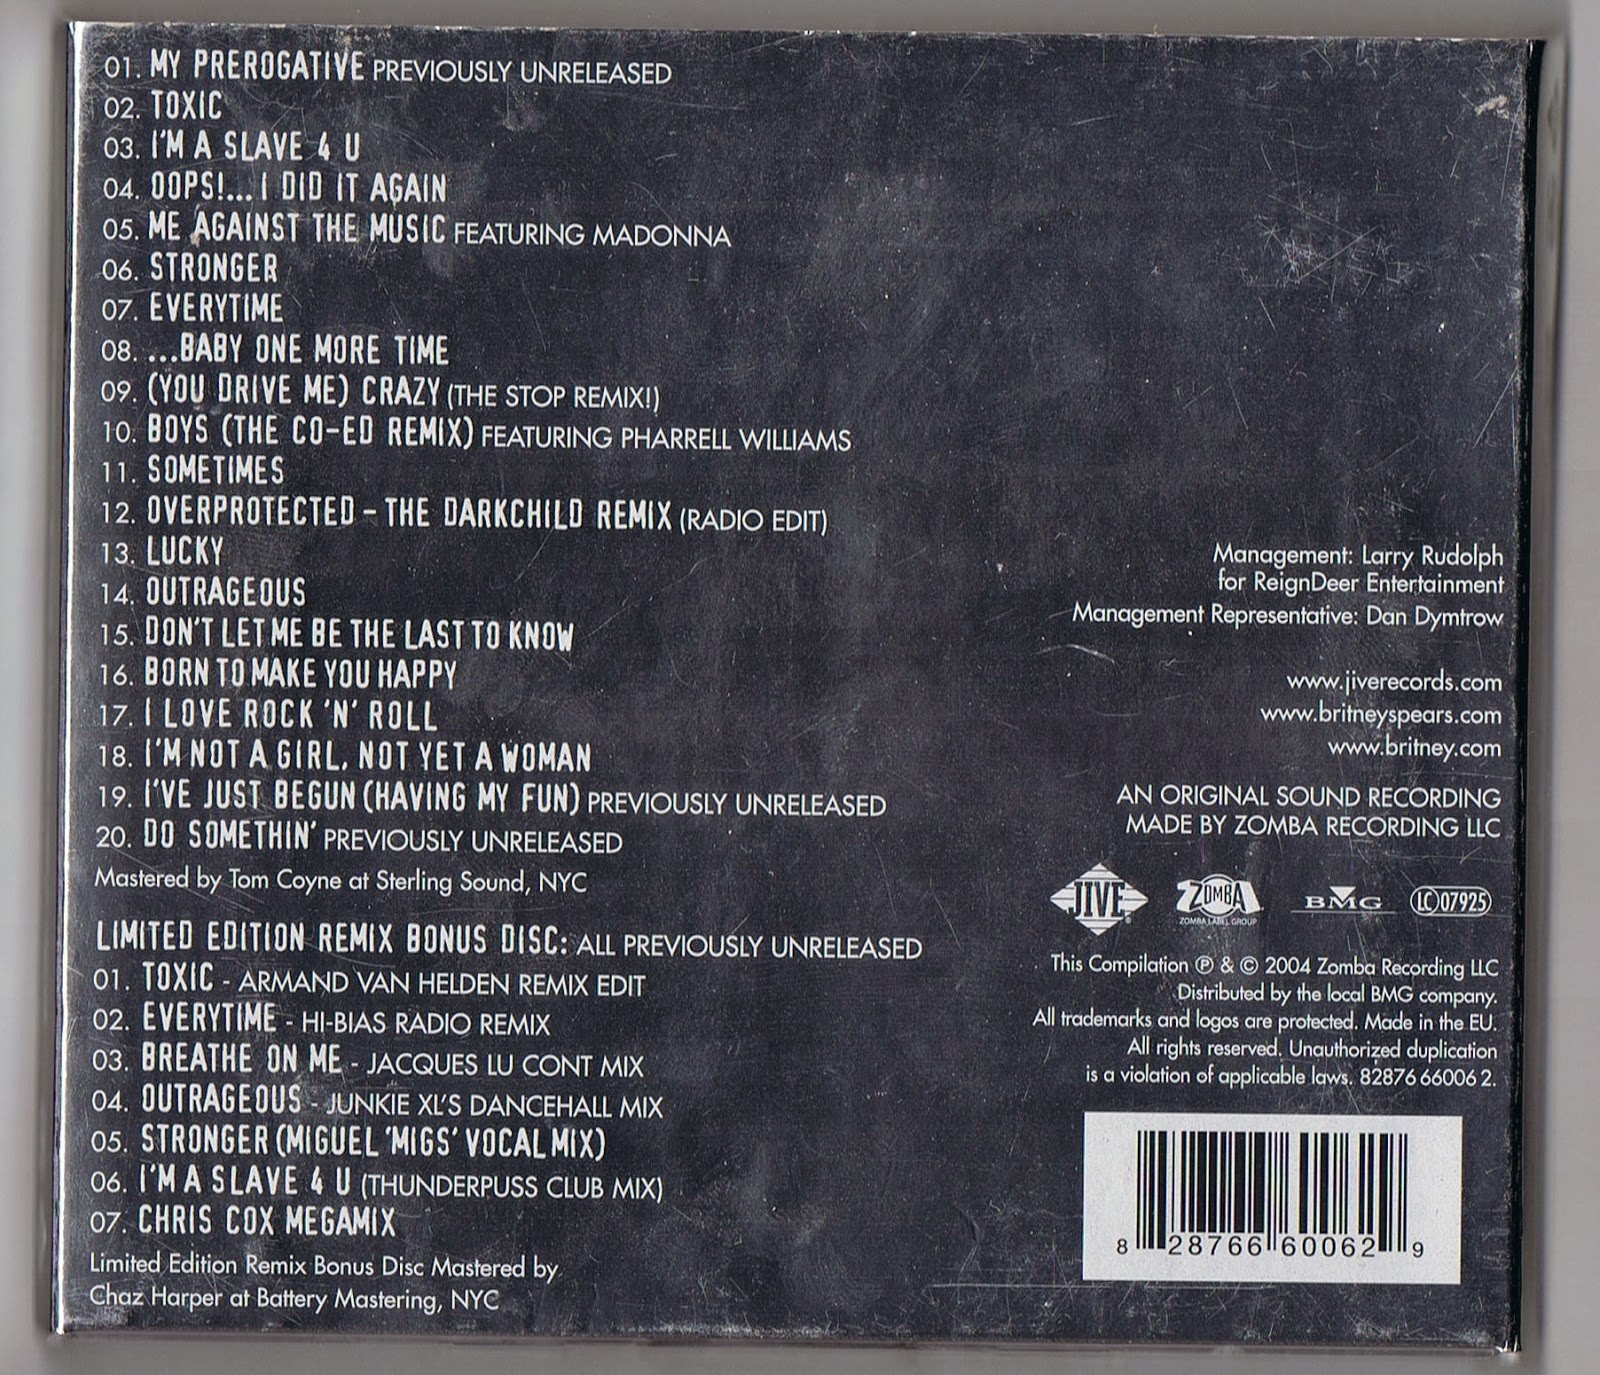 01. MY PREROGATIVE PREVIOUSLY UNRELEASED
02. TOXIC
03. I'M A SLAVE 4 U
04. OOPS!... I DID IT AGAIN
05. ME AGAINST THE MUSIC FEATURING MADONNA
06. STRONGER
07. EVERYTIME
08. ...BABY ONE MORE TIME
09. (YOU DRIVE ME) CRAZY (THE STOP REMIX!)
10. BOYS (THE CO-ED REMIX) FEATURING PHARRELL WILLIAMS
11. SOMETIMES
12. OVERPROTECTED – THE DARKCHILD REMIX (RADIO EDIT)
13. LUCKY
14. OUTRAGEOUS
15. DON'T LET ME BE THE LAST TO KNOW
16. BORN TO MAKE YOU HAPPY
17. I LOVE ROCK 'N' ROLL
18. I'M NOT A GIRL, NOT YET A WOMAN
19. I'VE JUST BEGUN (HAVING MY FUN) PREVIOUSLY UNRELEASED
20. DO SOMETHIN' PREVIOUSLY UNRELEASED
Mastered by Tom Coyne at Sterling Sound, NYC
LIMITED EDITION REMIX BONUS DISC: ALL PREVIOUSLY UNRELEASED
01. TOXIC - ARMAND VAN HELDEN REMIX EDIT
02. EVERYTIME - HI-BIAS RADIO REMIX
03. BREATHE ON ME - JACQUES LU CONT MIX
04. OUTRAGEOUS - JUNKIE XL'S DANCEHALL MIX
05. STRONGER (MIGUEL 'MIGS' VOCAL MIX)
06. I'M A SLAVE 4 U (THUNDERPUSS CLUB MIX)
07. CHRIS COX MEGAMIX
Limited Edition Remix Bonus Disc Mastered by
Chaz Harper at Battery Mastering, NYC
Management: Larry Rudolph
for ReignDeer Entertainment
Management Representative: Dan Dymtrow
www.jiverecords.com
www.britneyspears.com
www.britney.com
AN ORIGINAL SOUND RECORDING
MADE BY ZOMBA RECORDING LLC
JIVE ® ZOMBA ZOMBA LABEL GROUP BMG LC 07925
This Compilation ℗ & © 2004 Zomba Recording LLC
Distributed by the local BMG company.
All trademarks and logos are protected. Made in the EU.
All rights reserved. Unauthorized duplication
is a violation of applicable laws. 82876 66006 2.
8 28766 60062 9